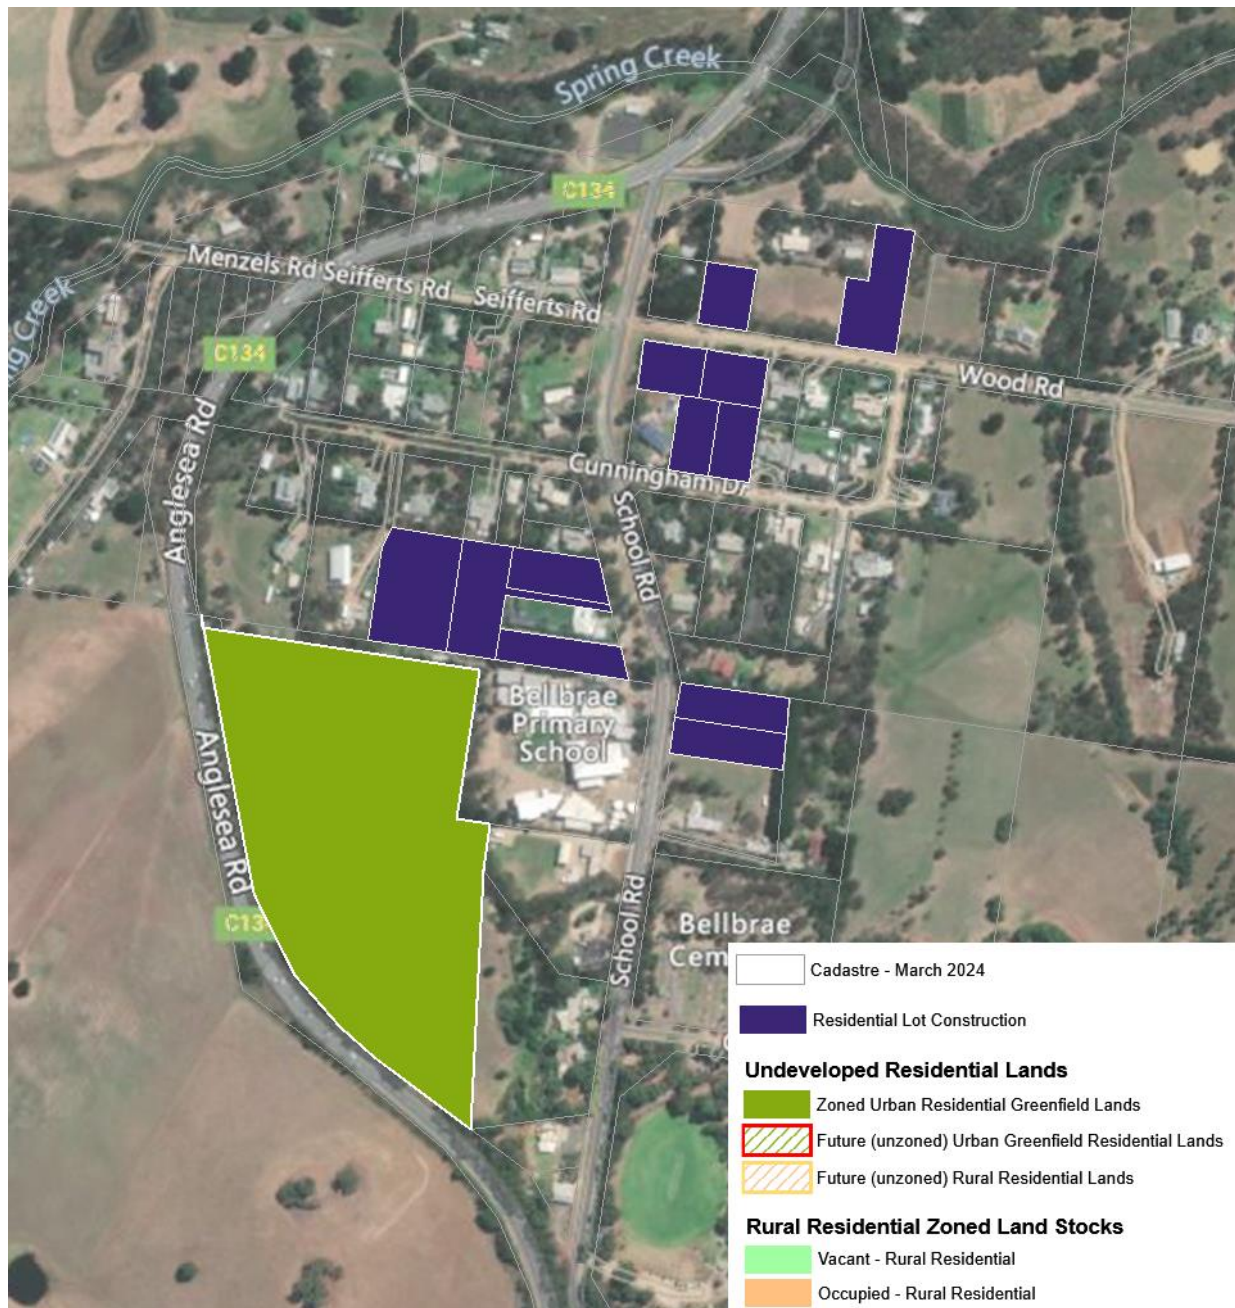 Spring Creek
C134
Menzels Rd Seifferts Rd
Seifferts Rd
C134
Wood Rd
Anglesea Rd
Cunningham Dr
School Rd
Bellbrae
Primary
School
Anglesea Rd
C13
School Rd
Bellbrae
Cem
Cadastre - March 2024
Residential Lot Construction
Undeveloped Residential Lands
Zoned Urban Residential Greenfield Lands
Future (unzoned) Urban Greenfield Residential Lands
Future (unzoned) Rural Residential Lands
Rural Residential Zoned Land Stocks
Vacant - Rural Residential
Occupied - Rural Residential